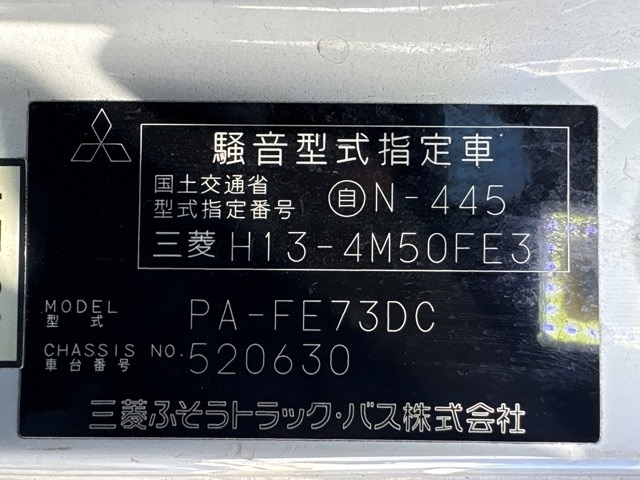 騒音型式指定車
国土交通省
型式指定番号 自N-445
三菱 H13-4M50FE3
MODEL
型式 PA-FE73DC
CHASSIS NO.
車台番号 520630
三菱ふそうトラック・バス株式会社